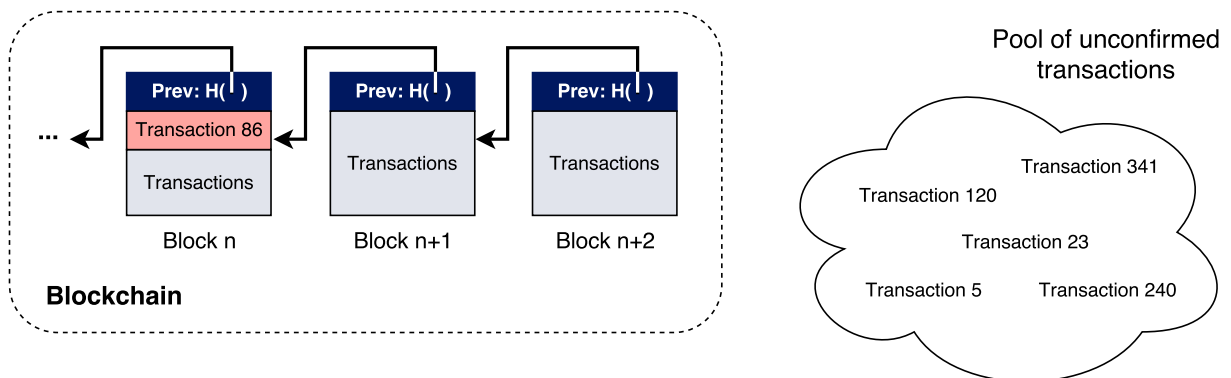 Pool of unconfirmed
transactions
...
Prev: H( )
Prev: H( )
Prev: H( )
Transaction 86
Transactions
Transactions
Transactions
Block n
Block n+1
Block n+2
Blockchain
Transaction 341
Transaction 120
Transaction 23
Transaction 5
Transaction 240